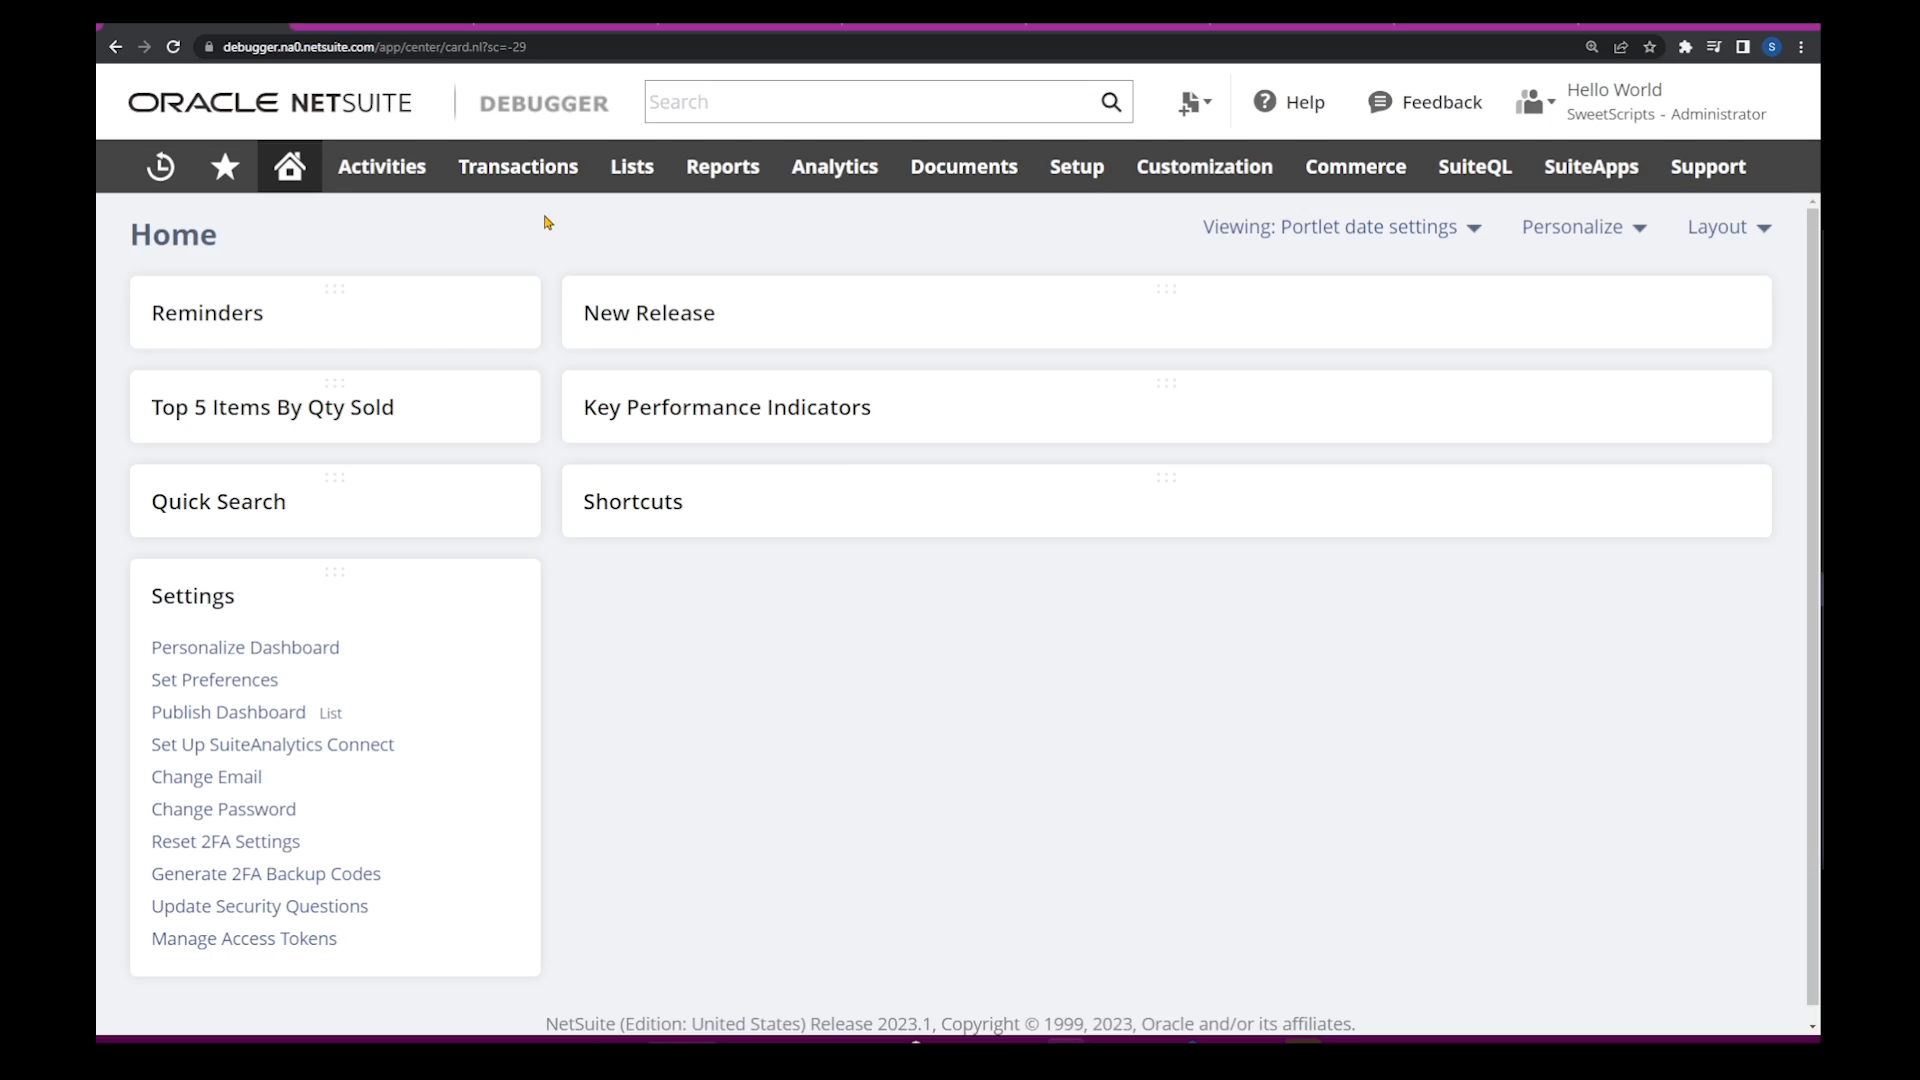 debugger.na0.netsuite.com/app/center/card.nl?sc=-29
S
ORACLE NETSUITE
DEBUGGER
Search
Help
Feedback
Hello World
SweetScripts - Administrator
Activities
Transactions
Lists
Reports
Analytics
Documents
Setup
Customization
Commerce
SuiteQL
SuiteApps
Support
Home
Viewing: Portlet date settings
Personalize
Layout
Reminders
New Release
Top 5 Items By Qty Sold
Key Performance Indicators
Quick Search
Shortcuts
Settings
Personalize Dashboard
Set Preferences
Publish Dashboard List
Set Up SuiteAnalytics Connect
Change Email
Change Password
Reset 2FA Settings
Generate 2FA Backup Codes
Update Security Questions
Manage Access Tokens
NetSuite (Edition: United States) Release 2023.1, Copyright © 1999, 2023, Oracle and/or its affiliates.